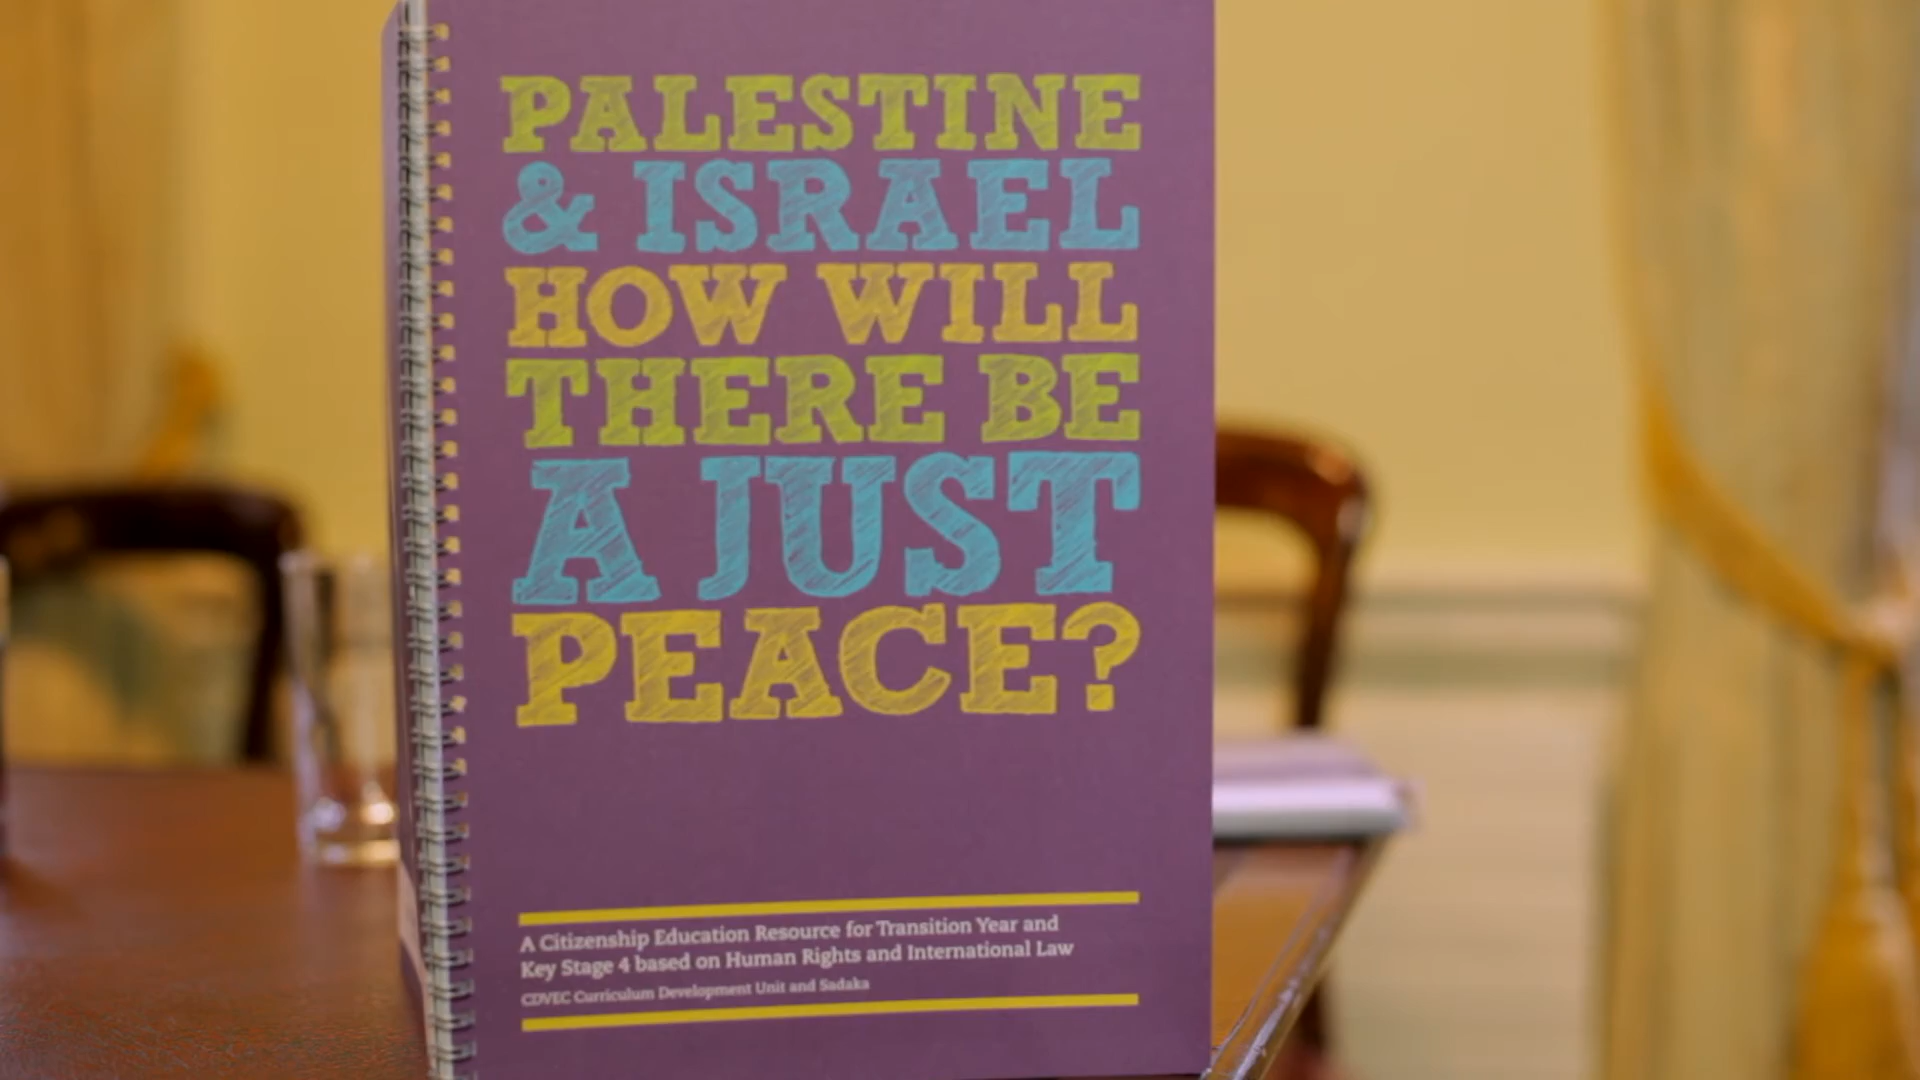 PALESTINE
& ISRAEL
HOW WILL
THERE BE
A JUST
PEACE?
A Citizenship Education Resource for Transition Year and
Key Stage 4 based on Human Rights and International Law
CDVEC Curriculum Development Unit and Sadaka